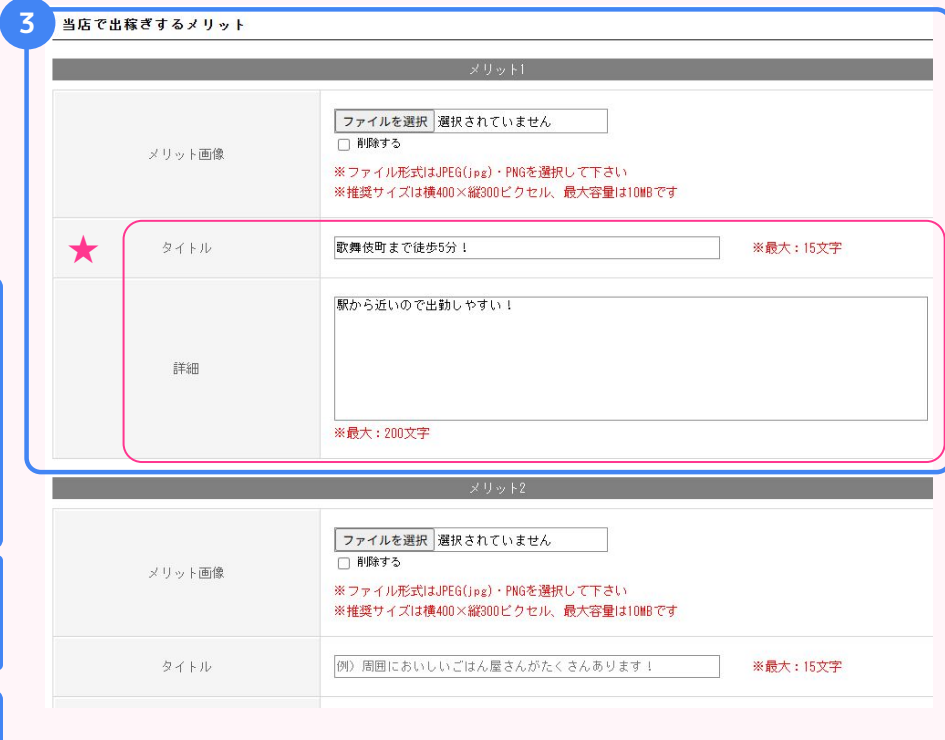 3
当店で出稼ぎするメリット
メリット1
メリット画像
ファイルを選択 選択されていません
削除する
※ファイル形式はJPEG(jpg)・PNGを選択して下さい
※推奨サイズは横400×縦300ピクセル、最大容量は10MBです
★ タイトル
歌舞伎町まで徒歩5分！
※最大：15文字
詳細
駅から近いので出勤しやすい！
※最大：200文字
メリット2
メリット画像
ファイルを選択 選択されていません
削除する
※ファイル形式はJPEG(jpg)・PNGを選択して下さい
※推奨サイズは横400×縦300ピクセル、最大容量は10MBです
タイトル
例）周囲においしいごはん屋さんがたくさんあります！
※最大：15文字